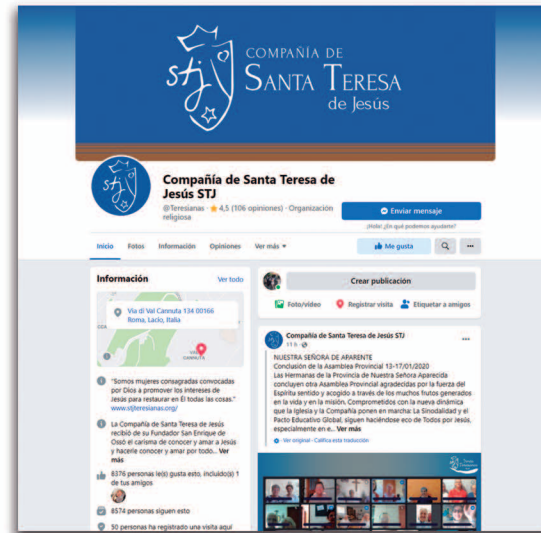 stj
COMPAÑÍA DE
SANTA TERESA
de Jesús
stj
Compañía de Santa Teresa de
Jesús STJ
@Teresianas · 4,5 (106 opiniones) · Organización
religiosa
Enviar mensaje
¡Hola! ¿En qué podemos ayudarte?
Inicio Fotos Información Opiniones Ver más
Me gusta
Información Ver todo
Via di Val Cannuta 134 00166
Roma, Lacio, Italia
CANNUTA
"Somos mujeres consagradas convocadas
por Dios a promover los intereses de
Jesús para restaurar en Él todas las cosas."
www.stjteresianas.org/
La Compañía de Santa Teresa de Jesús
recibió de su Fundador San Enrique de
Ossó el carisma de conocer y amar a Jesús
y hacerle conocer y amar por todo... Ver
más
8376 personas le(s) gusta esto, incluido(s) 1
de tus amigos
8574 personas siguen esto
50 personas ha registrado una visita aquí
Crear publicación
Foto/vídeo Registrar visita Etiquetar a amigos
Compañía de Santa Teresa de Jesús STJ
11 h ·
NUESTRA SEÑORA DE APARENTE
Conclusión de la Asamblea Provincial 13-17/01/2020
Las Hermanas de la Provincia de Nuestra Señora Aparecida
concluyen otra Asamblea Provincial agradecidas por la fuerza del
Espíritu sentido y acogido a través de los muchos frutos generados
en la vida y en la misión. Comprometidos con la nueva dinámica
que la Iglesia y la Compañía ponen en marcha: La Sinodalidad y el
Pacto Educativo Global, siguen haciéndose eco de Todos por Jesús,
especialmente en e... Ver más
· Ver original · Califica esta traducción